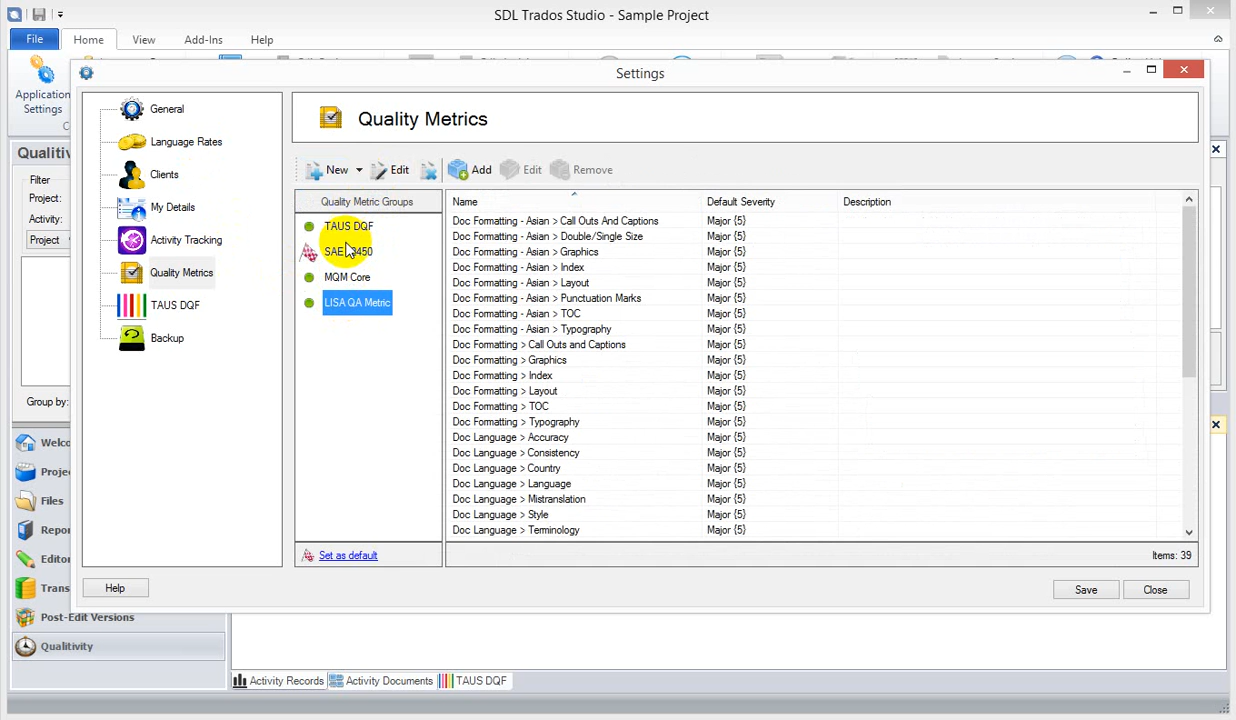 SDL Trados Studio - Sample Project
File
Home
View
Add-Ins
Help
Application
Settings
Settings
General
Language Rates
Clients
My Details
Activity Tracking
Quality Metrics
TAUS DQF
Backup
Quality Metrics
New
Edit
Add
Edit
Remove
Quality Metric Groups
TAUS DQF
MQM Core
LISA QA Metric
Set as default
Name
Default Severity
Description
Doc Formatting - Asian > Call Outs And Captions
Major {5}
Doc Formatting - Asian > Double/Single Size
Major {5}
Doc Formatting - Asian > Graphics
Major {5}
Doc Formatting - Asian > Index
Major {5}
Doc Formatting - Asian > Layout
Major {5}
Doc Formatting - Asian > Punctuation Marks
Major {5}
Doc Formatting - Asian > TOC
Major {5}
Doc Formatting - Asian > Typography
Major {5}
Doc Formatting > Call Outs and Captions
Major {5}
Doc Formatting > Graphics
Major {5}
Doc Formatting > Index
Major {5}
Doc Formatting > Layout
Major {5}
Doc Formatting > TOC
Major {5}
Doc Formatting > Typography
Major {5}
Doc Language > Accuracy
Major {5}
Doc Language > Consistency
Major {5}
Doc Language > Country
Major {5}
Doc Language > Language
Major {5}
Doc Language > Mistranslation
Major {5}
Doc Language > Style
Major {5}
Doc Language > Terminology
Major {5}
Items: 39
Help
Save
Close
Filter
Project:
Activity:
Project
Group by:
Files
Post-Edit Versions
Qualitivity
Activity Records
Activity Documents
TAUS DQF